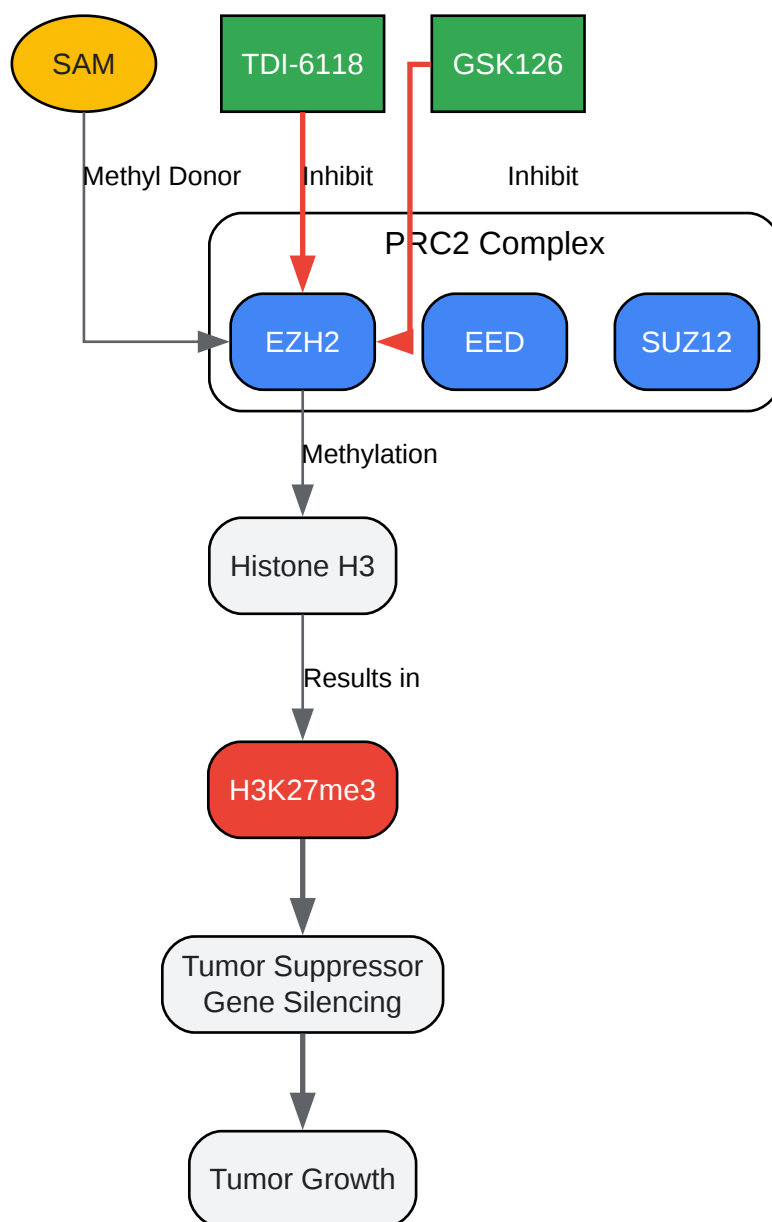 SAM
TDI-6118
GSK126
Methyl Donor
Inhibit
Inhibit
PRC2 Complex
EZH2
EED
SUZ12
Methylation
Histone H3
Results in
H3K27me3
Tumor Suppressor
Gene Silencing
Tumor Growth